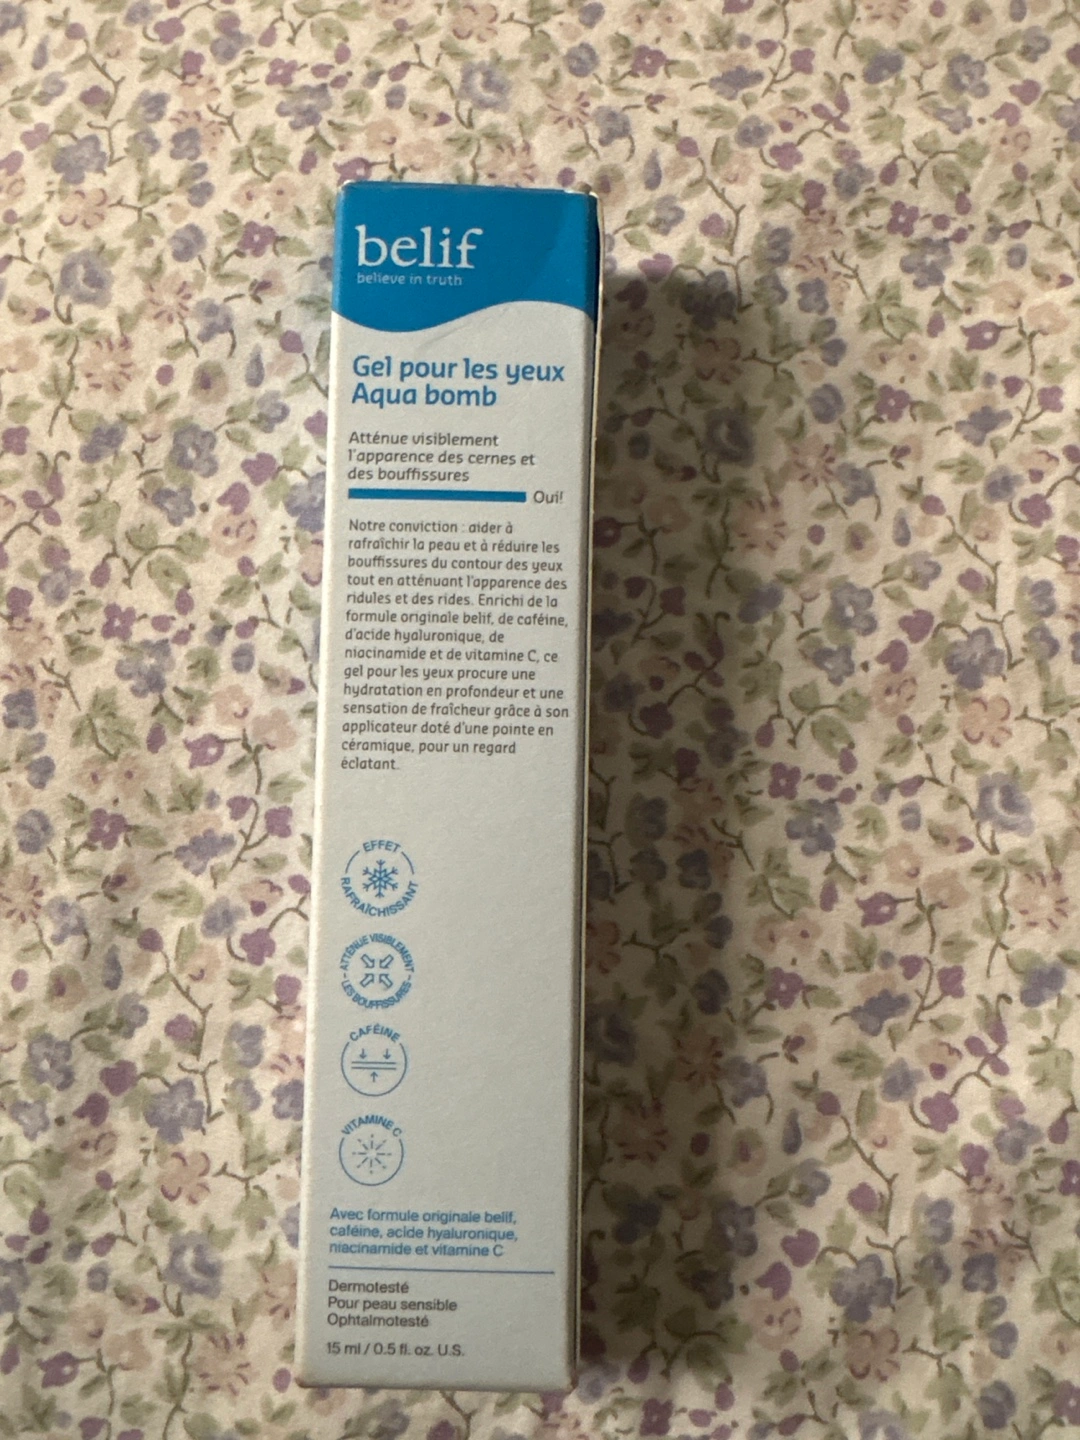 belif
believe in truth
Gel pour les yeux
Aqua bomb
Atténue visiblement
l'apparence des cernes et
des bouffissures
Oui!
Notre conviction : aider à
rafraîchir la peau et à réduire les
bouffissures du contour des yeux
tout en atténuant l'apparence des
ridules et des rides. Enrichi de la
formule originale belif, de caféine,
d'acide hyaluronique, de
niacinamide et de vitamine C, ce
gel pour les yeux procure une
hydratation en profondeur et une
sensation de fraîcheur grâce à son
applicateur doté d'une pointe en
céramique, pour un regard
éclatant.
EFFET
RAFRAÎCHISSANT
ATTÉNUE VISIBLEMENT
LES BOUFFISSURES
CAFÉINE
VITAMINE C
Avec formule originale belif,
caféine, acide hyaluronique,
niacinamide et vitamine C
Dermotesté
Pour peau sensible
Ophtalmotesté
15 ml / 0.5 fl. oz. U.S.